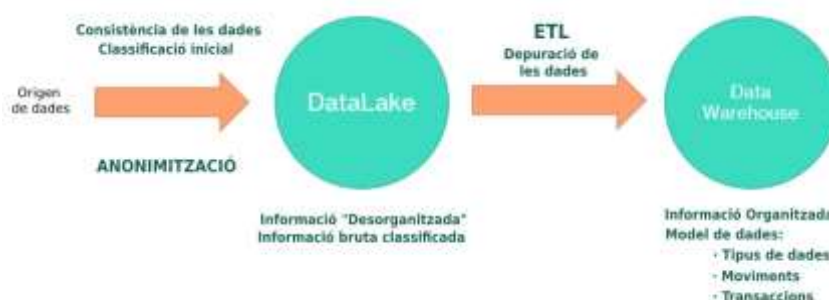 Consistència de les dades
Classificació inicial
Origen
de dades
ANONIMITZACIÓ
DataLake
Informació "Desorganitzada"
Informació bruta classificada
ETL
Depuració de
les dades
Data
Warehouse
Informació Organitzada
Model de dades:
· Tipus de dades
· Moviments
· Transaccions